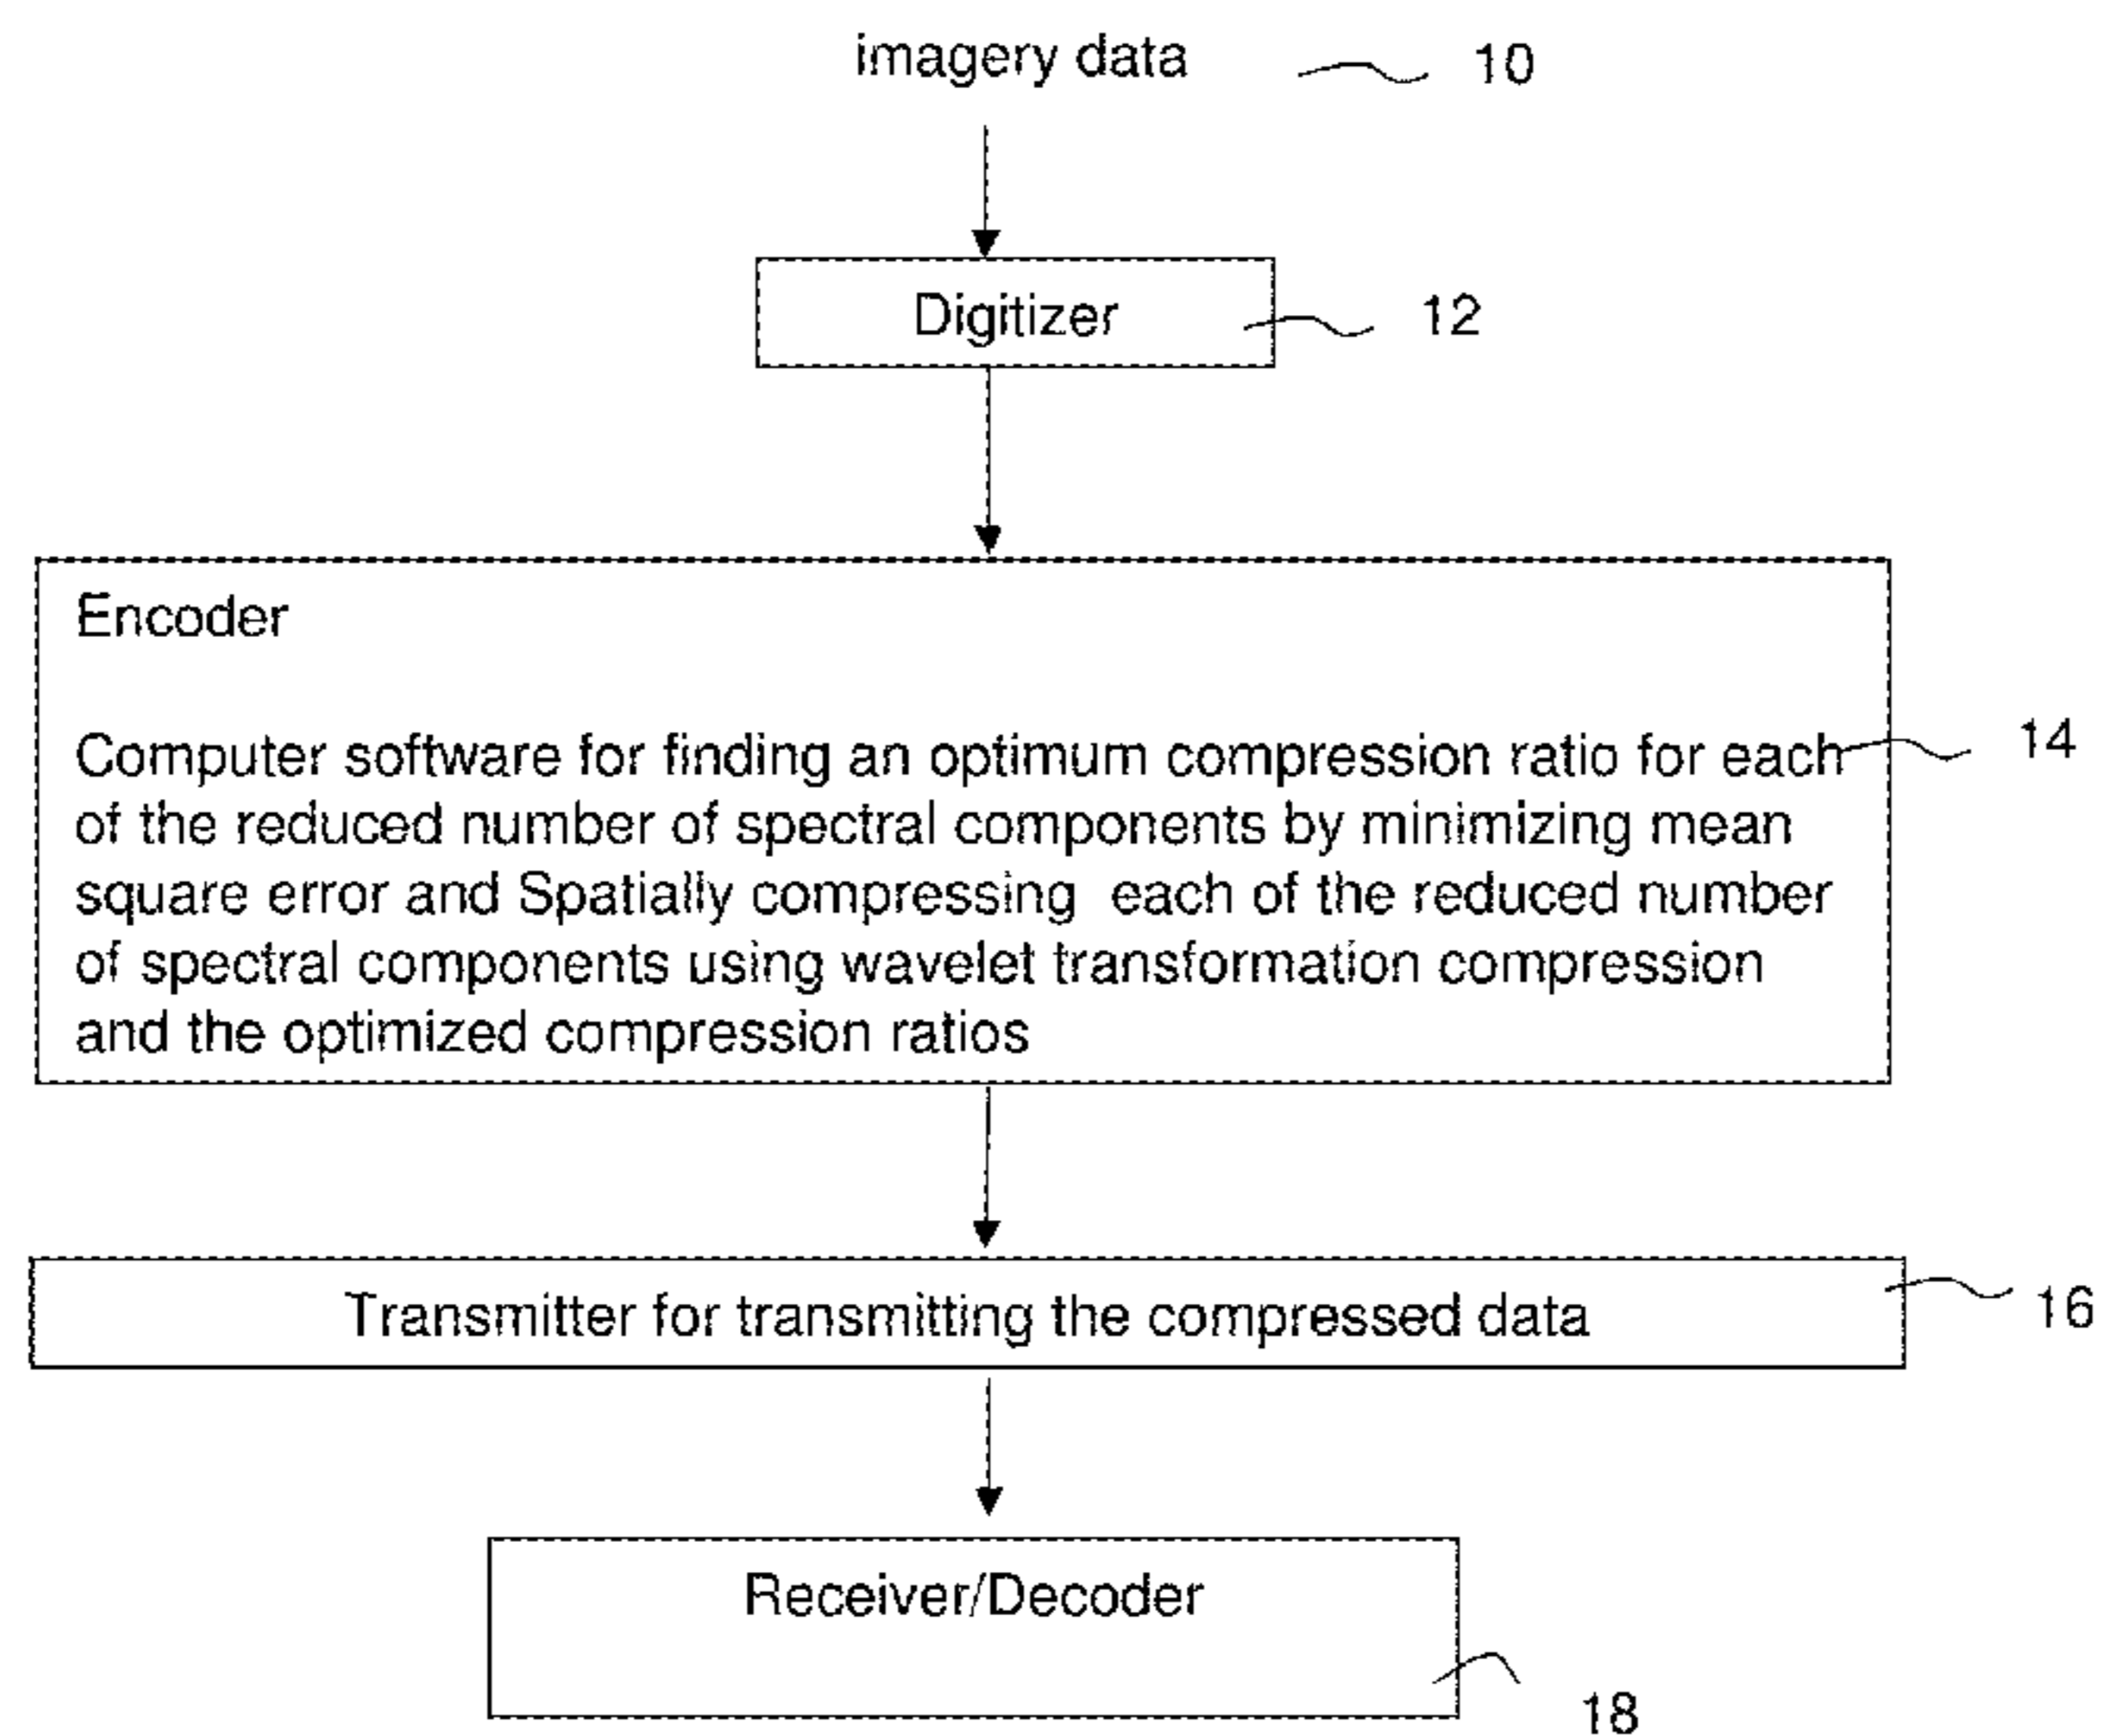 imagery data 10
Digitizer 12
Encoder
Computer software for finding an optimum compression ratio for each 14
of the reduced number of spectral components by minimizing mean
square error and Spatially compressing each of the reduced number
of spectral components using wavelet transformation compression
and the optimized compression ratios
Transmitter for transmitting the compressed data 16
Receiver/Decoder
18